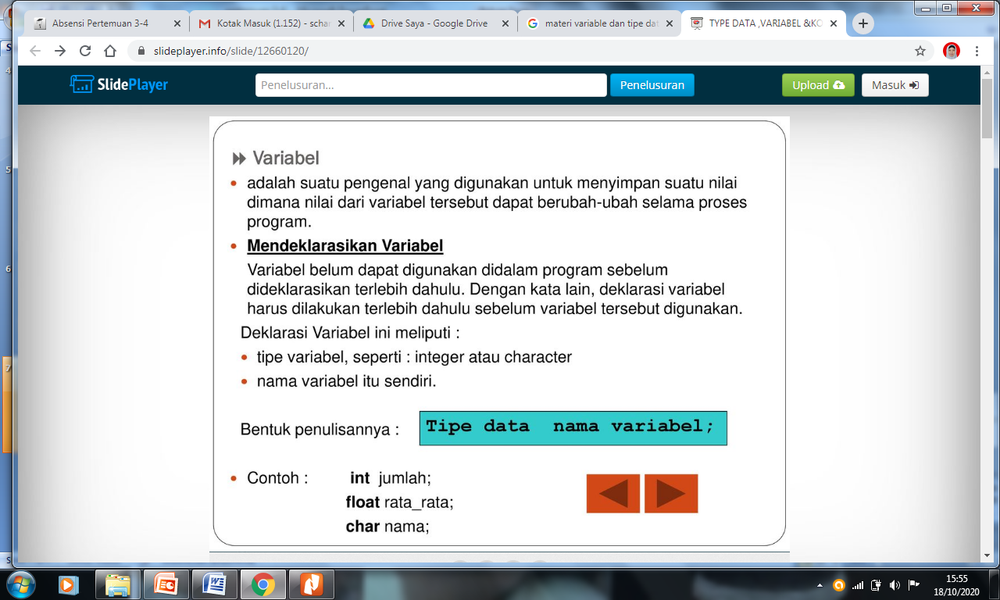 Absensi Pertemuan 3-4
Kotak Masuk (1.152) - schar
Drive Saya - Google Drive
materi variable dan tipe dat
TYPE DATA ,VARIABEL &KO
slideplayer.info/slide/12660120/
SlidePlayer
Penelusuran...
Penelusuran
Upload
Masuk
Variabel
• adalah suatu pengenal yang digunakan untuk menyimpan suatu nilai
dimana nilai dari variabel tersebut dapat berubah-ubah selama proses
program.
• Mendeklarasikan Variabel
Variabel belum dapat digunakan didalam program sebelum
dideklarasikan terlebih dahulu. Dengan kata lain, deklarasi variabel
harus dilakukan terlebih dahulu sebelum variabel tersebut digunakan.
Deklarasi Variabel ini meliputi :
• tipe variabel, seperti : integer atau character
• nama variabel itu sendiri.
Bentuk penulisannya : Tipe data nama variabel;
• Contoh : int jumlah;
float rata_rata;
char nama;
S
4
5
6
7
S
15:55
18/10/2020